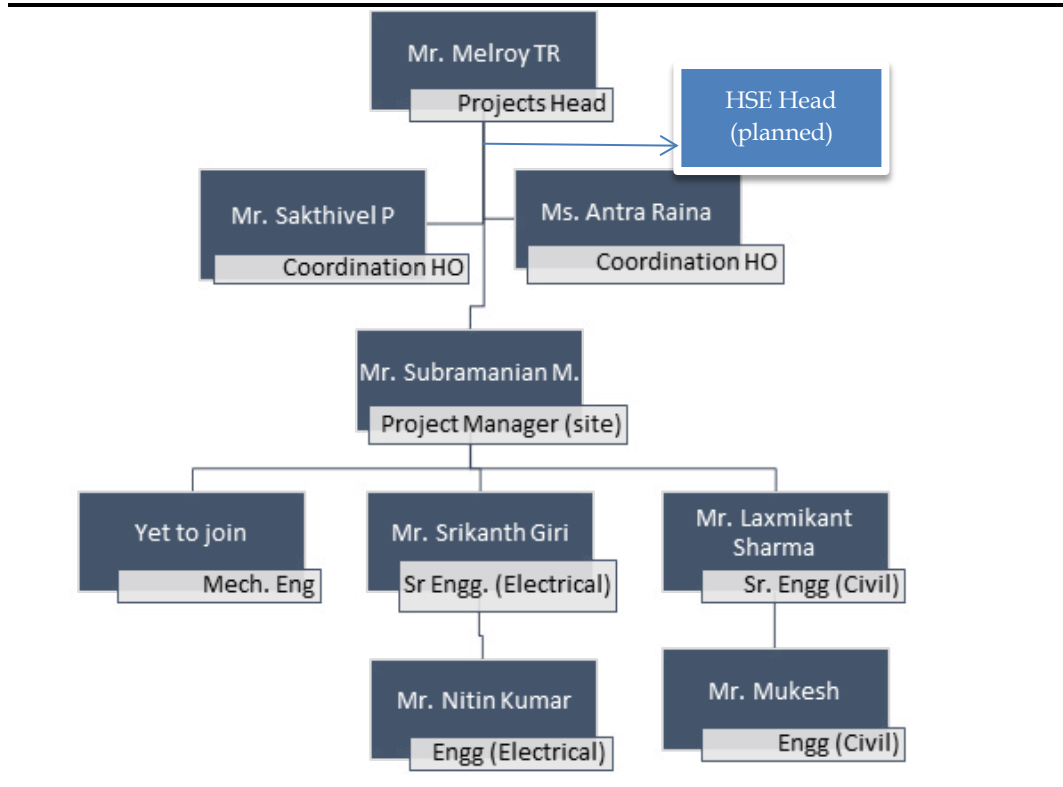 Mr. Melroy TR
Projects Head
HSE Head
(planned)
Mr. Sakthivel P
Coordination HO
Ms. Antra Raina
Coordination HO
Mr. Subramanian M.
Project Manager (site)
Yet to join
Mech. Eng
Mr. Srikanth Giri
Sr Engg. (Electrical)
Mr. Laxmikant
Sharma
Sr. Engg (Civil)
Mr. Nitin Kumar
Engg (Electrical)
Mr. Mukesh
Engg (Civil)